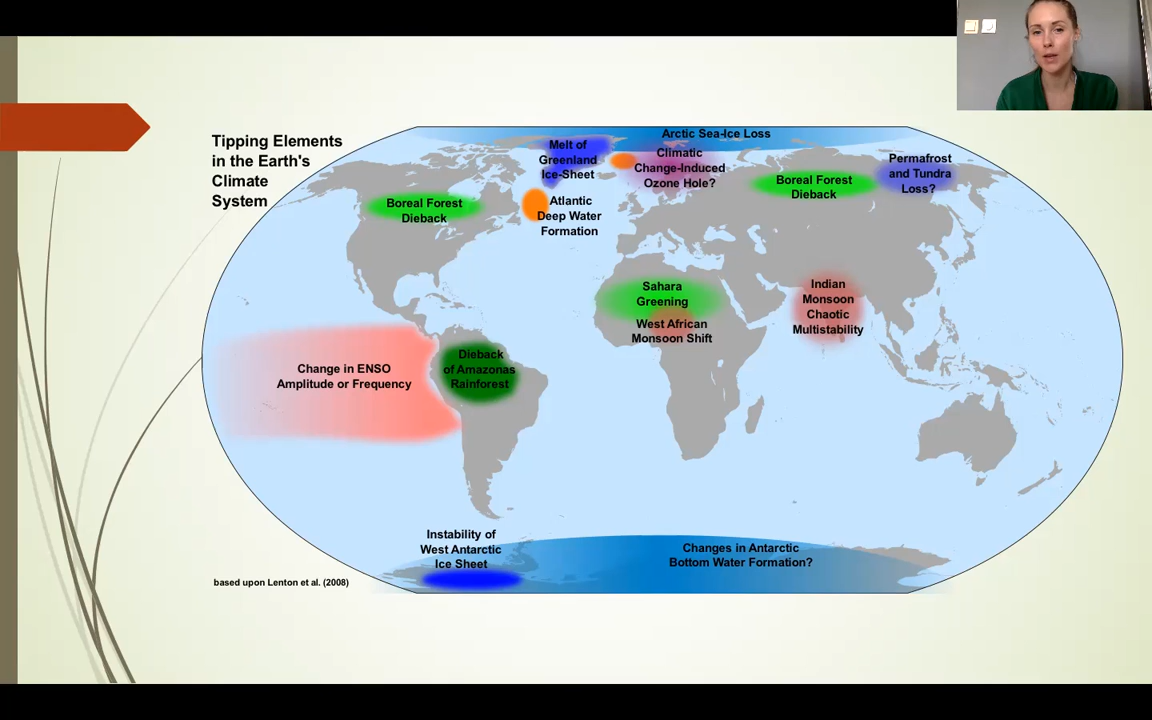 Tipping Elements
in the Earth's
Climate
System
Arctic Sea-Ice Loss
Melt of
Greenland
Ice-Sheet
Climatic
Change-Induced
Ozone Hole?
Permafrost
and Tundra
Loss?
Boreal Forest
Dieback
Boreal Forest
Dieback
Atlantic
Deep Water
Formation
Sahara
Greening
West African
Monsoon Shift
Indian
Monsoon
Chaotic
Multistability
Change in ENSO
Amplitude or Frequency
Dieback
of Amazonas
Rainforest
Instability of
West Antarctic
Ice Sheet
Changes in Antarctic
Bottom Water Formation?
based upon Lenton et al. (2008)